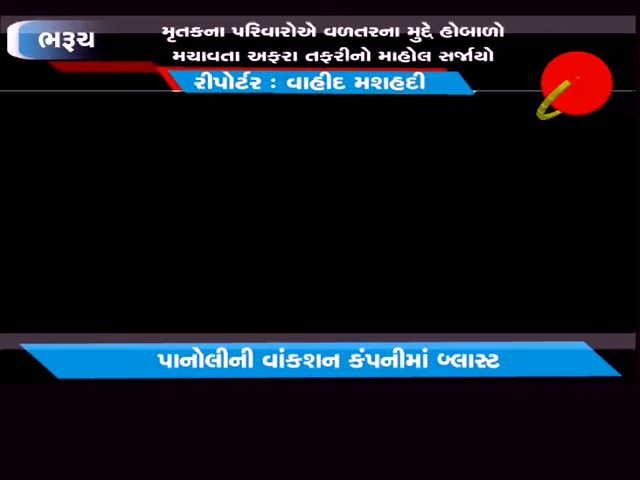 ભરૂચ
મૃતકના પરિવારોએ વળતરના મુદ્દે હોબાળો
મચાવતા અફરા તફરીનો માહોલ સર્જાયો
રીપોર્ટર : વાહીદ મશહદી
પાનોલીની વાંકશન કંપનીમાં બ્લાસ્ટ